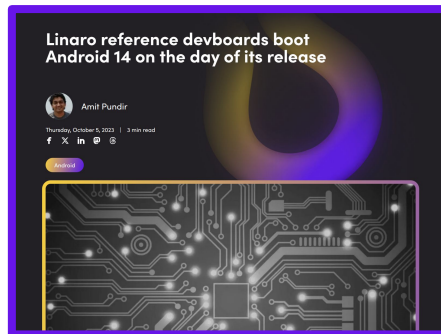 Linaro reference devboards boot
Android 14 on the day of its release
Amit Pundir
Thursday, October 5, 2023 | 3 min read
Android